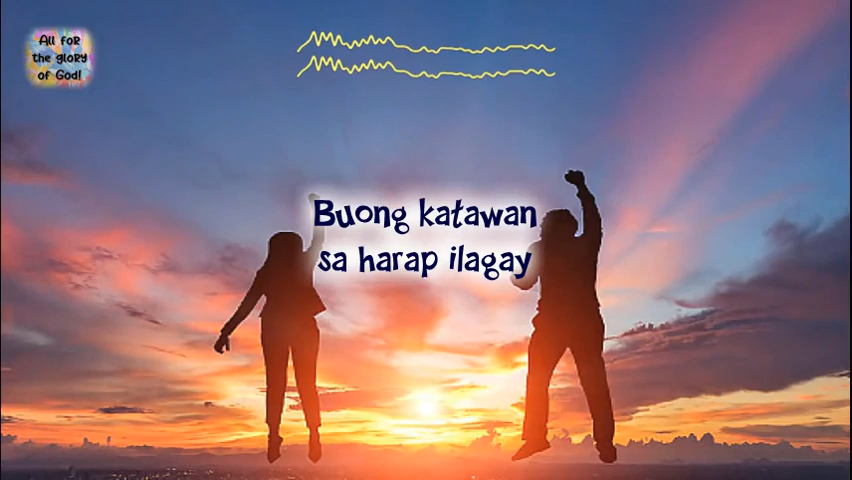 All for
the gloRy
of God!
Buong katawan
sa harap ilagay